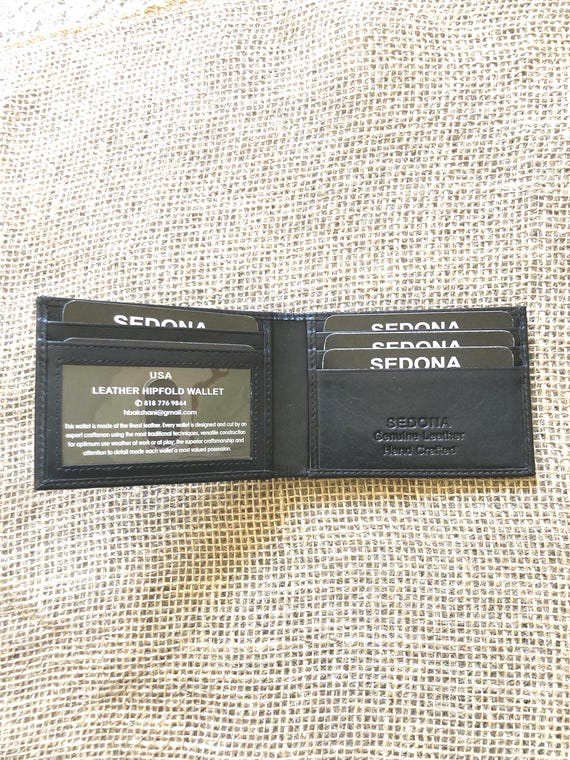 SEDONA
USA
LEATHER HIPFOLD WALLET
✆ 818 776 9844
hbakshani@gmail.com
This wallet is made of the finest leather. Every wallet is designed and cut by an
expert craftsman using the most traditional techniques, versatile construction
for optimum use weather at work or at play; the superior craftsmanship and
attention to detail made each wallet a most valued possession.
SEDONA
SEDONA
SEDONA
SEDONA
Genuine Leather
Hand Crafted